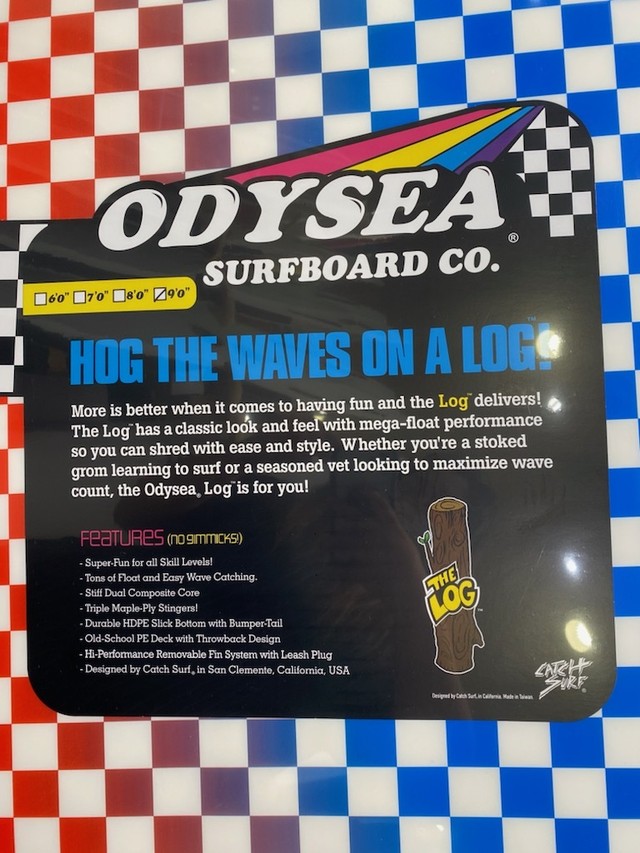 ODYSEA®
SURFBOARD CO.
6'0" 7'0" 8'0" 9'0"
HOG THE WAVES ON A LOG!™
More is better when it comes to having fun and the Log™ delivers!
The Log™ has a classic look and feel with mega-float performance
so you can shred with ease and style. Whether you're a stoked
grom learning to surf or a seasoned vet looking to maximize wave
count, the Odysea® Log™ is for you!
FEATURES (NO GIMMICKS!)
- Super-Fun for all Skill Levels!
- Tons of Float and Easy Wave Catching.
- Stiff Dual Composite Core
- Triple Maple-Ply Stingers!
- Durable HDPE Slick Bottom with Bumper-Tail
- Old-School PE Deck with Throwback Design
- Hi-Performance Removable Fin System with Leash Plug
- Designed by Catch Surf® in San Clemente, California, USA
THE
LOG™
CATCH
SURF®
Designed by Catch Surf, in California. Made in Taiwan.